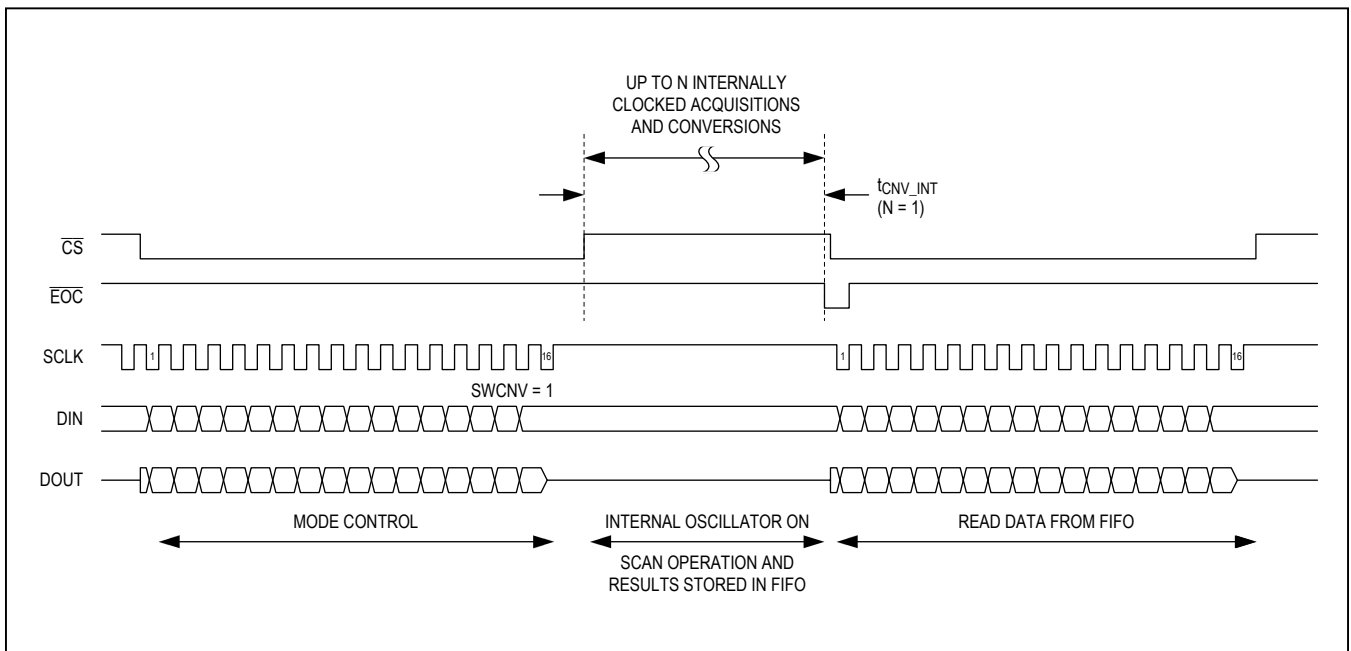 UP TO N INTERNALLY
CLOCKED ACQUISITIONS
AND CONVERSIONS
tCNV_INT
(N = 1)
CS
EOC
SCLK
1
16
1
16
SWCNV = 1
DIN
DOUT
MODE CONTROL
INTERNAL OSCILLATOR ON
READ DATA FROM FIFO
SCAN OPERATION AND
RESULTS STORED IN FIFO